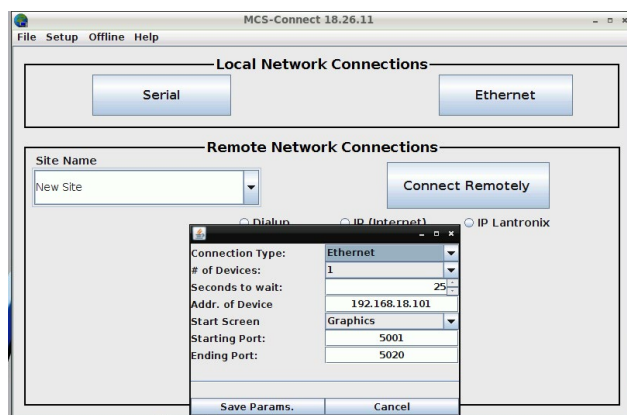 MCS-Connect 18.26.11
File Setup Offline Help
Local Network Connections
Serial
Ethernet
Remote Network Connections
Site Name
New Site
Connect Remotely
Dialup IP (Internet) IP Lantronix
Connection Type: Ethernet
# of Devices: 1
Seconds to wait: 25
Addr. of Device 192.168.18.101
Start Screen Graphics
Starting Port: 5001
Ending Port: 5020
Save Params. Cancel